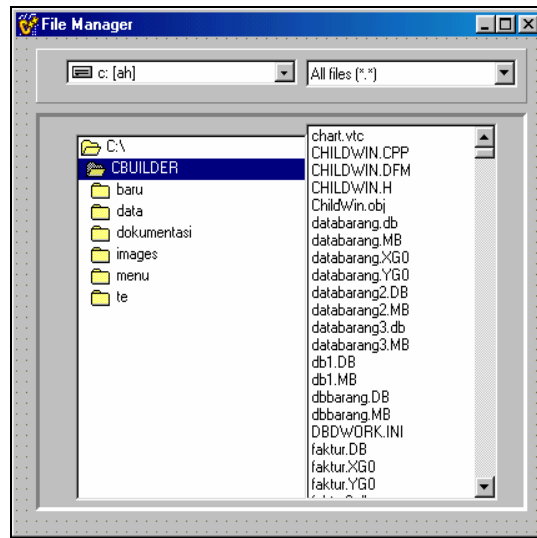 File Manager
c: [ah]
All files (*.*)
C:\
CBUILDER
baru
data
dokumentasi
images
menu
te
chart.vtc
CHILDWIN.CPP
CHILDWIN.DFM
CHILDWIN.H
ChildWin.obj
databarang.db
databarang.MB
databarang.XG0
databarang.YG0
databarang2.DB
databarang2.MB
databarang3.db
databarang3.MB
db1.DB
db1.MB
dbbarang.DB
dbbarang.MB
DBDWORK.INI
faktur.DB
faktur.XG0
faktur.YG0